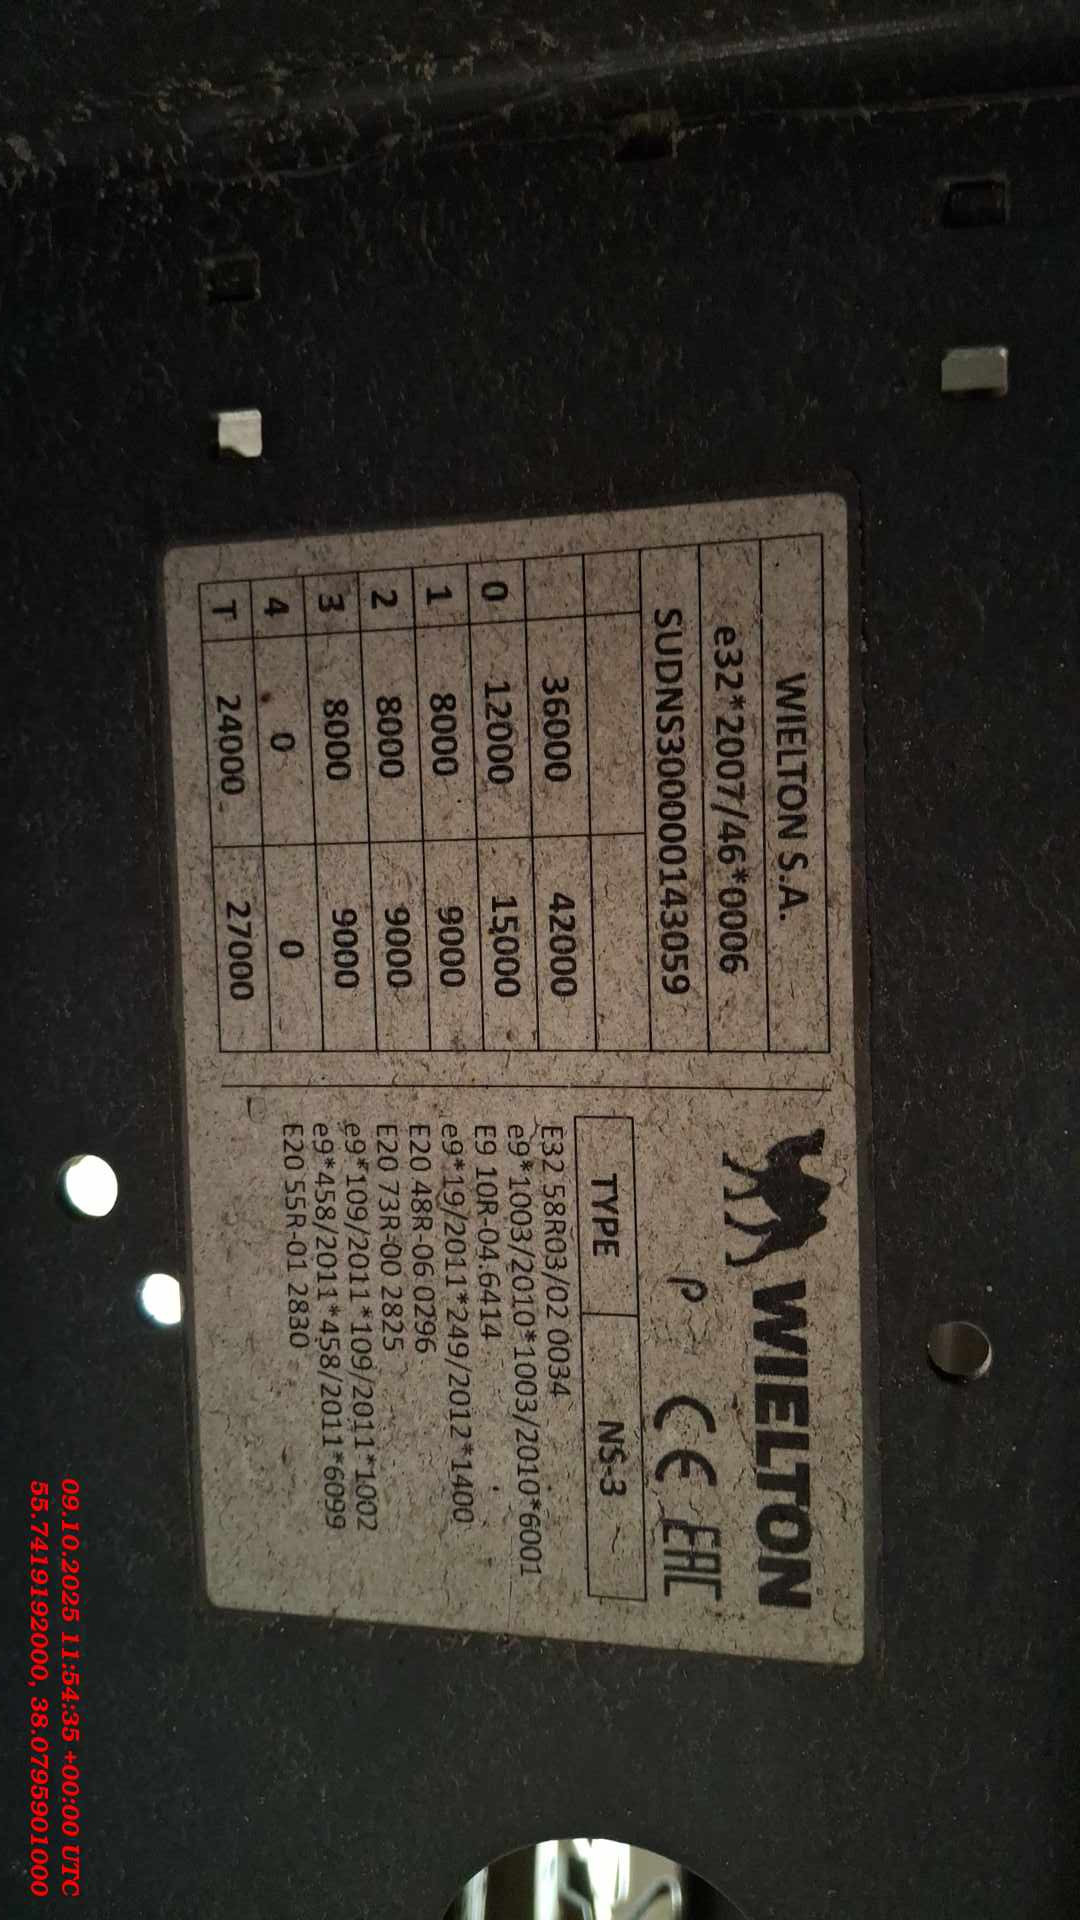 WIELTON S.A.
e32*2007/46*0006
SUDNS300000143059
36000 42000
0 12000 15000
1 8000 9000
2 8000 9000
3 8000 9000
4 0 0
T 24000 27000
WIELTON
ρ CE EAC
TYPE NS-3
E32 58R03/02 0034
e9*1003/2010*1003/2010*6001
E9 10R-04.6414
e9*19/2011*249/2012*1400
E20 48R-06 0296
E20 73R-00 2825
e9*109/2011*109/2011*1002
e9*458/2011*458/2011*6099
E20 55R-01 2830
09.10.2025 11:54:35 +00:00 UTC
55.7419192000, 38.0795901000